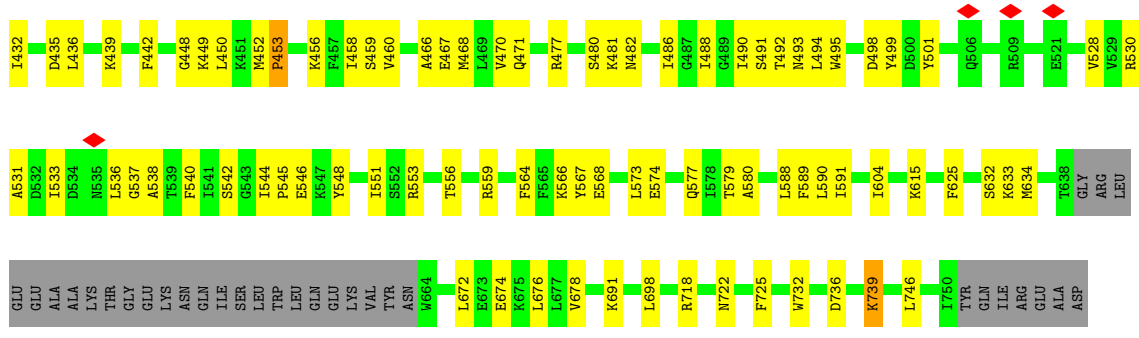 I432 D435 L436 K439 F442 G448 K449 L450 K451 M452 P453 K456 F457 I458 S459 V460 A466 E467 M468 L469 V470 Q471 R477 S480 K481 N482 I486 G487 I488 G489 I490 S491 T492 N493 L494 W495 D498 Y499 D500 Y501 Q506 R509 E521 V528 V529 R530
A531 D532 I533 D534 N535 L536 G537 A538 T539 F540 I541 S542 G543 I544 P545 E546 K547 Y548 I551 S552 R553 T556 R559 F564 F565 K566 Y567 E568 L573 E574 Q577 I578 T579 A580 L588 F589 L590 I591 I604 K615 F625 S632 K633 M634 T638 GLY ARG LEU
GLU GLU ALA ALA LYS THR GLY GLU LYS ASN GLN ILE SER LEU TRP LEU GLN GLU LYS VAL TYR ASN W664 L672 E673 E674 K675 L676 L677 V678 K691 L698 R718 N722 F725 W732 D736 K739 L746 I750 TYR GLN ILE ARG GLU ALA ASP